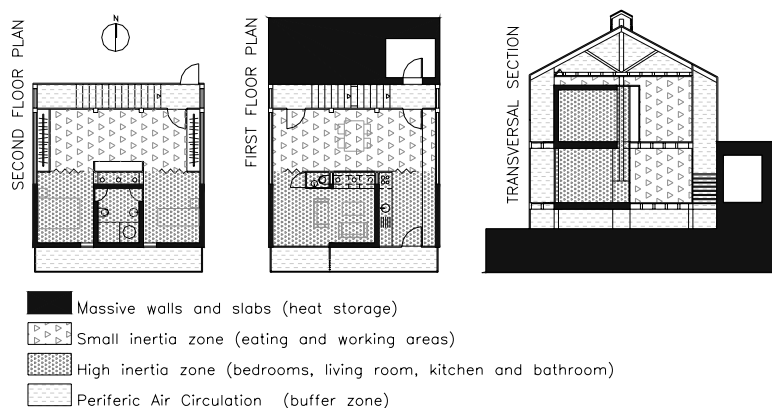 SECOND FLOOR PLAN
N
FIRST FLOOR PLAN
TRANSVERSAL SECTION
Massive walls and slabs (heat storage)
Small inertia zone (eating and working areas)
High inertia zone (bedrooms, living room, kitchen and bathroom)
Periferic Air Circulation (buffer zone)